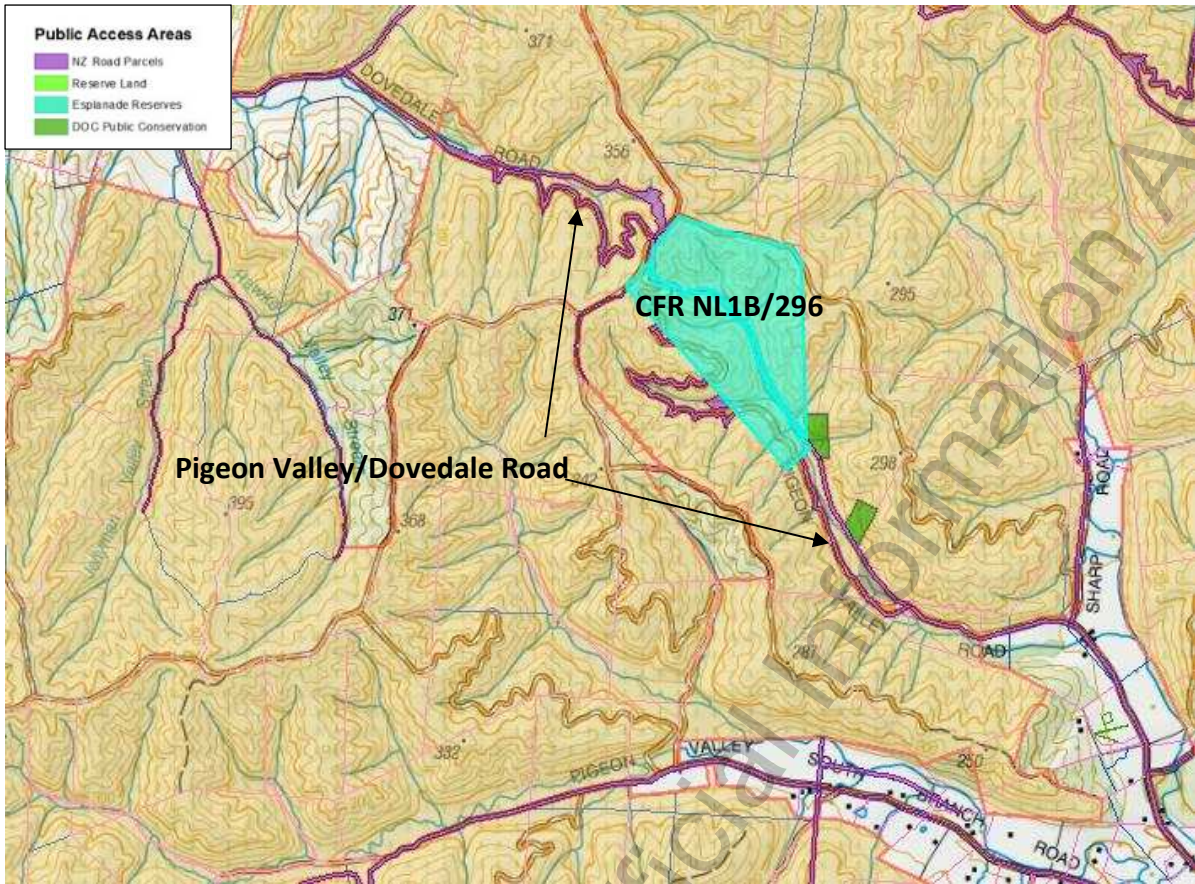 Public Access Areas
NZ Road Parcels
Reserve Land
Esplanade Reserves
DOC Public Conservation
371
DOVEDALE
ROAD
356
295
CFR NL1B/296
371
Valley
Stream
Valley
Pigeon Valley/Dovedale Road
298
395
368
ROAD
SHARP
ROAD
287
332
PIGEON
VALLEY
SOUTH
BRANCH
ROAD
250
Official Information A